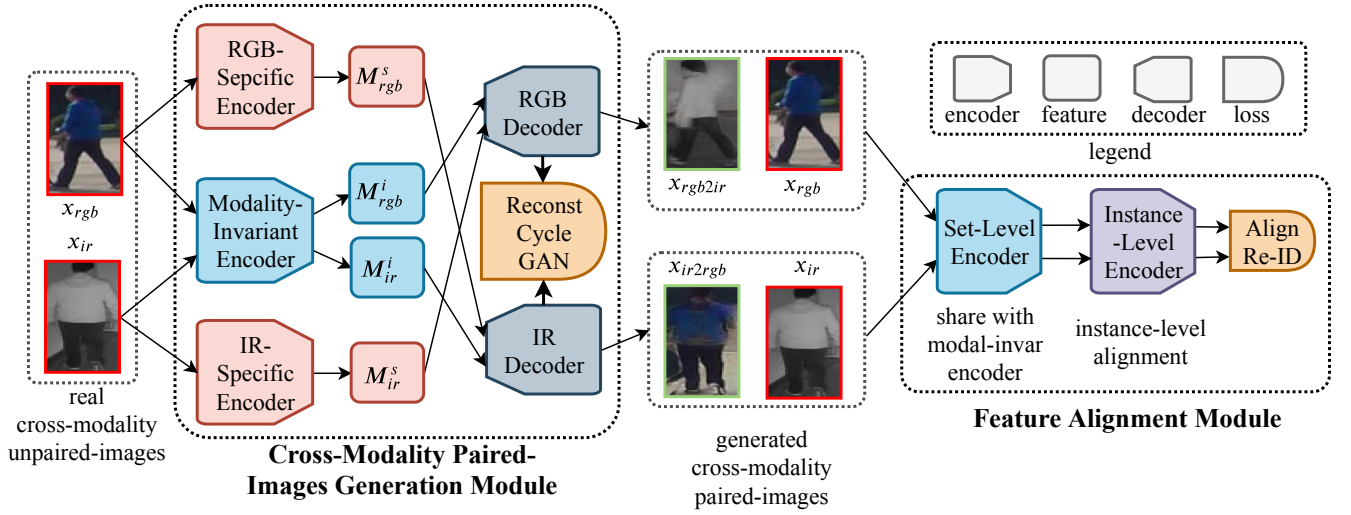 x_rgb
x_ir
real
cross-modality
unpaired-images
RGB-
Sepcific
Encoder
Modality-
Invariant
Encoder
IR-
Specific
Encoder
M^s_rgb
M^i_rgb
M^i_ir
M^s_ir
RGB
Decoder
Reconst
Cycle
GAN
IR
Decoder
Cross-Modality Paired-
Images Generation Module
x_rgb2ir
x_rgb
x_ir2rgb
x_ir
generated
cross-modality
paired-images
encoder
feature
decoder
loss
legend
Set-Level
Encoder
share with
modal-invar
encoder
Instance
-Level
Encoder
instance-level
alignment
Align
Re-ID
Feature Alignment Module